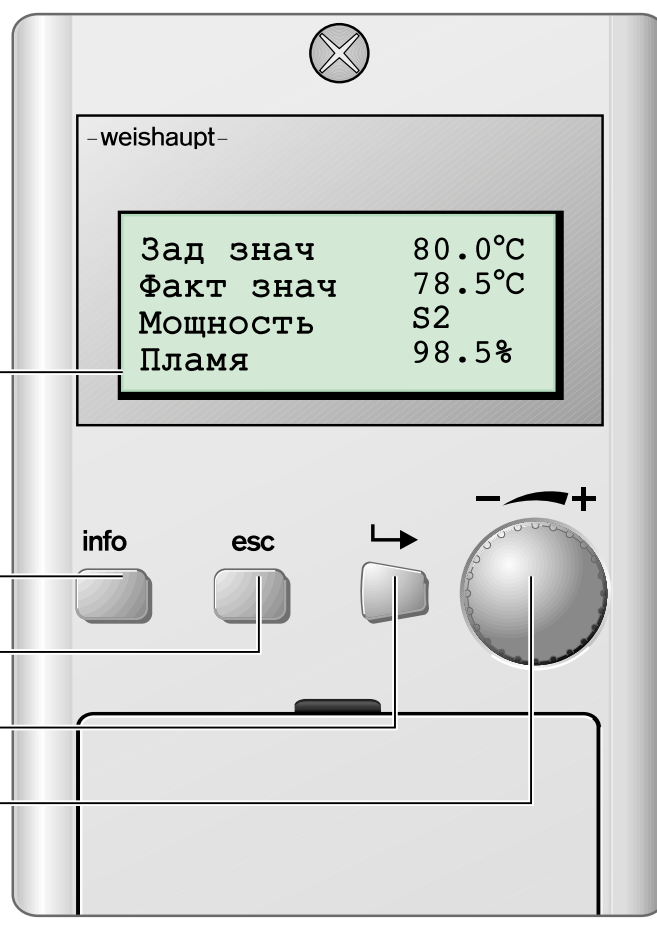 -weishaupt-
Зад знач 80.0°C
Факт знач 78.5°C
Мощность S2
Пламя 98.5%
- +
info esc